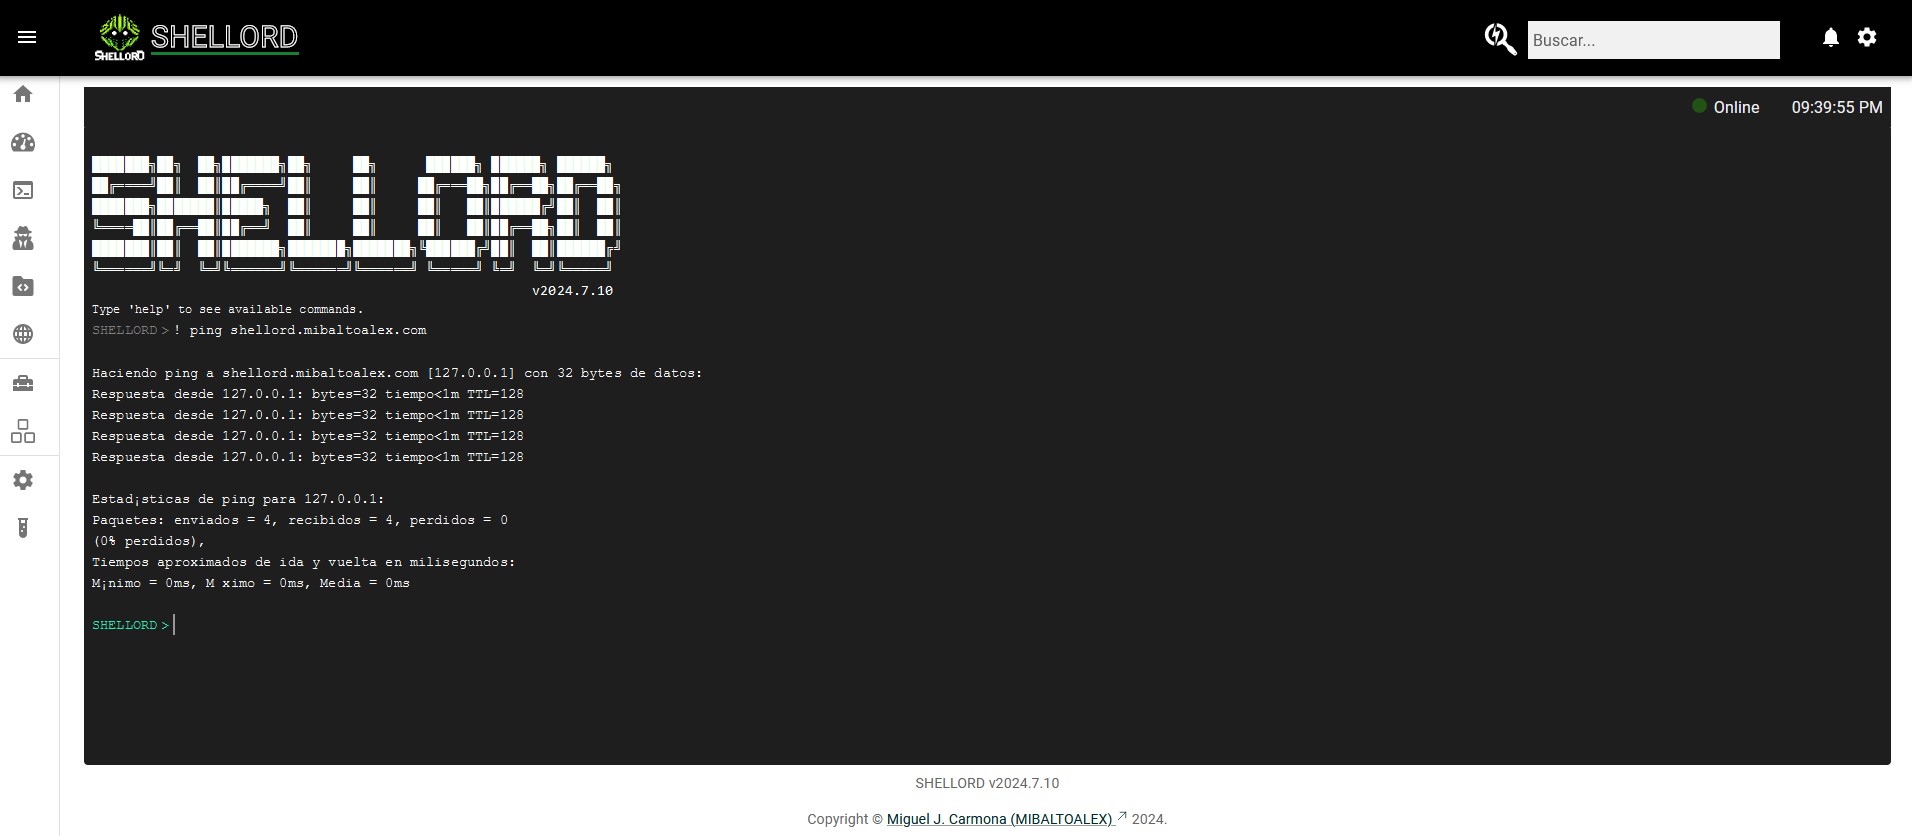 SHELLORD
SHELLORD
Buscar...
Online
09:39:55 PM
SHELLORD
v2024.7.10
Type 'help' to see available commands.
SHELLORD > ! ping shellord.mibaltoalex.com
Haciendo ping a shellord.mibaltoalex.com [127.0.0.1] con 32 bytes de datos:
Respuesta desde 127.0.0.1: bytes=32 tiempo<1m TTL=128
Respuesta desde 127.0.0.1: bytes=32 tiempo<1m TTL=128
Respuesta desde 127.0.0.1: bytes=32 tiempo<1m TTL=128
Respuesta desde 127.0.0.1: bytes=32 tiempo<1m TTL=128
Estad¡sticas de ping para 127.0.0.1:
Paquetes: enviados = 4, recibidos = 4, perdidos = 0
(0% perdidos),
Tiempos aproximados de ida y vuelta en milisegundos:
M¡nimo = 0ms, M ximo = 0ms, Media = 0ms
SHELLORD >
SHELLORD v2024.7.10
Copyright © Miguel J. Carmona (MIBALTOALEX) 2024.